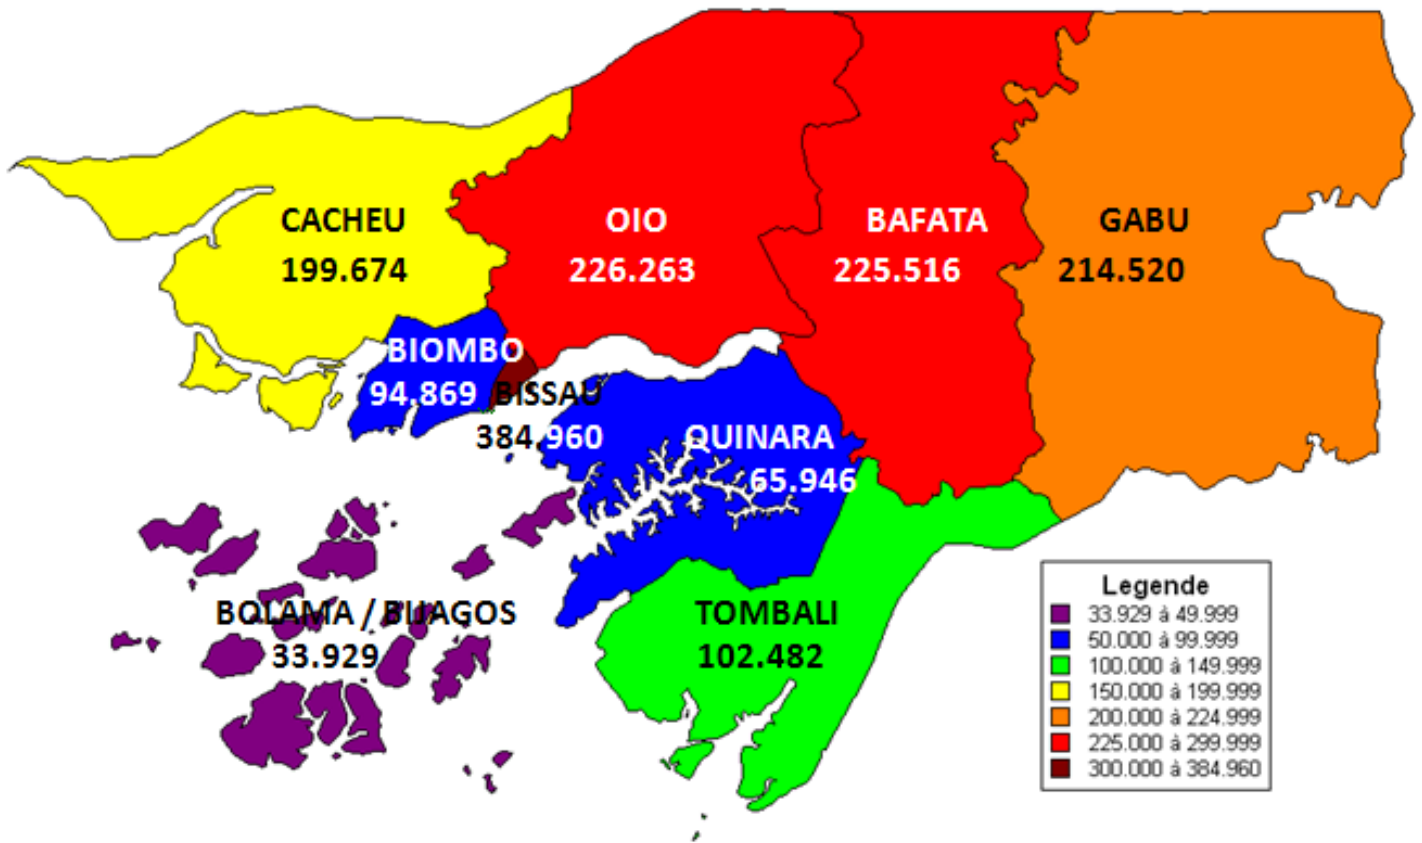 CACHEU
199.674
OIO
226.263
BAFATA
225.516
GABU
214.520
BIOMBO
94.869
BISSAU
384.960
QUINARA
65.946
BOLAMA / BIJAGOS
33.929
TOMBALI
102.482
Legende
33.929 à 49.999
50.000 à 99.999
100.000 à 149.999
150.000 à 199.999
200.000 à 224.999
225.000 à 299.999
300.000 à 384.960